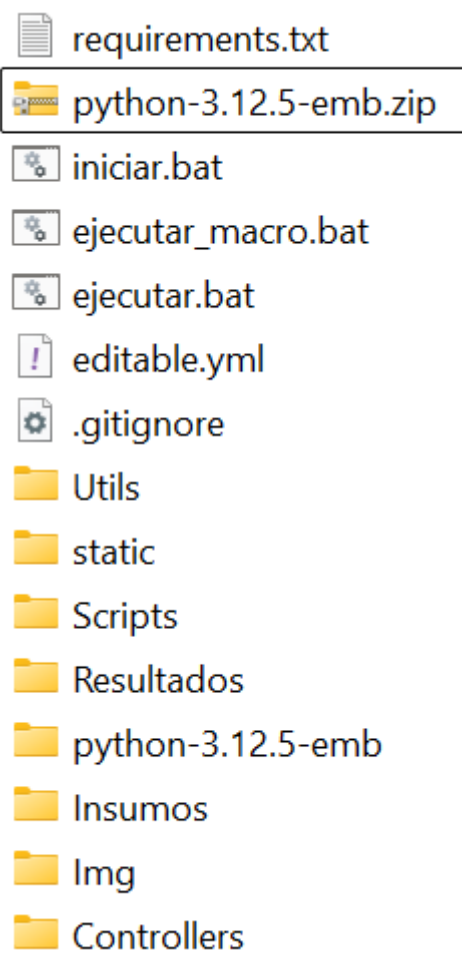 requirements.txt
python-3.12.5-emb.zip
iniciar.bat
ejecutar_macro.bat
ejecutar.bat
editable.yml
.gitignore
Utils
static
Scripts
Resultados
python-3.12.5-emb
Insumos
Img
Controllers